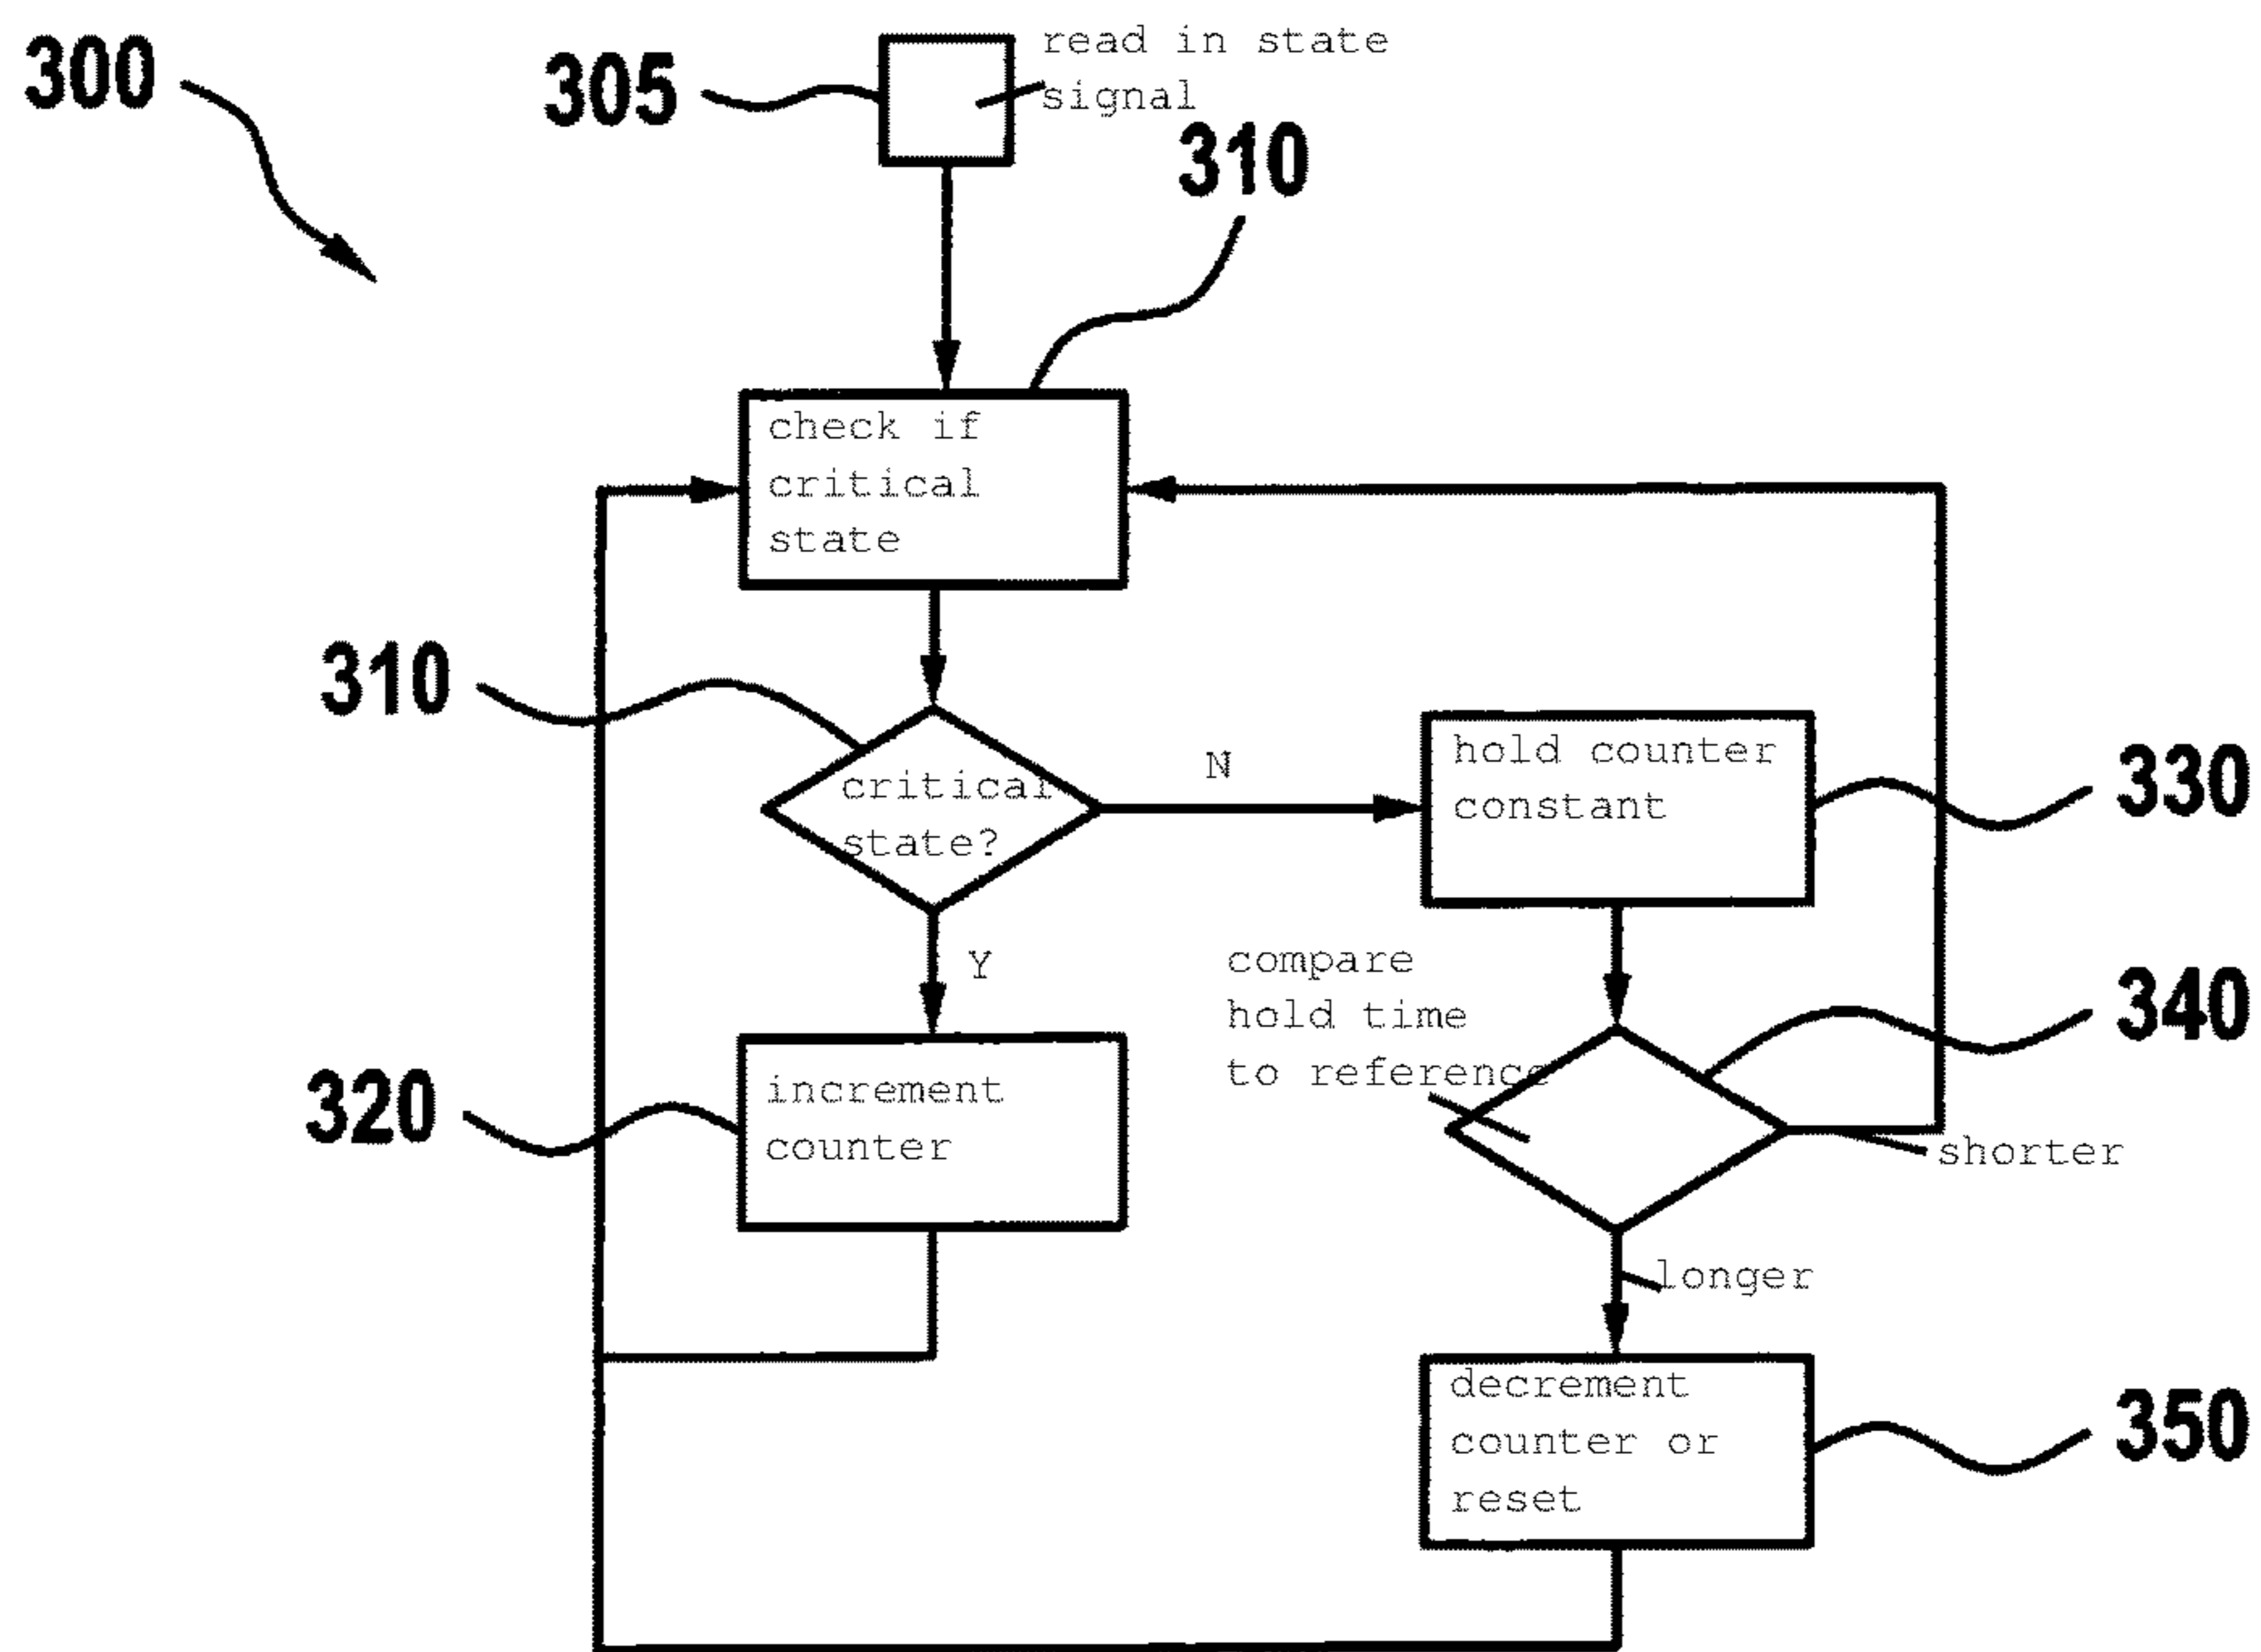 300
305
read in state
signal
310
check if
critical
state
310
critical
state?
N
hold counter
constant
330
Y
compare
hold time
to reference
340
320
increment
counter
shorter
longer
decrement
counter or
reset
350